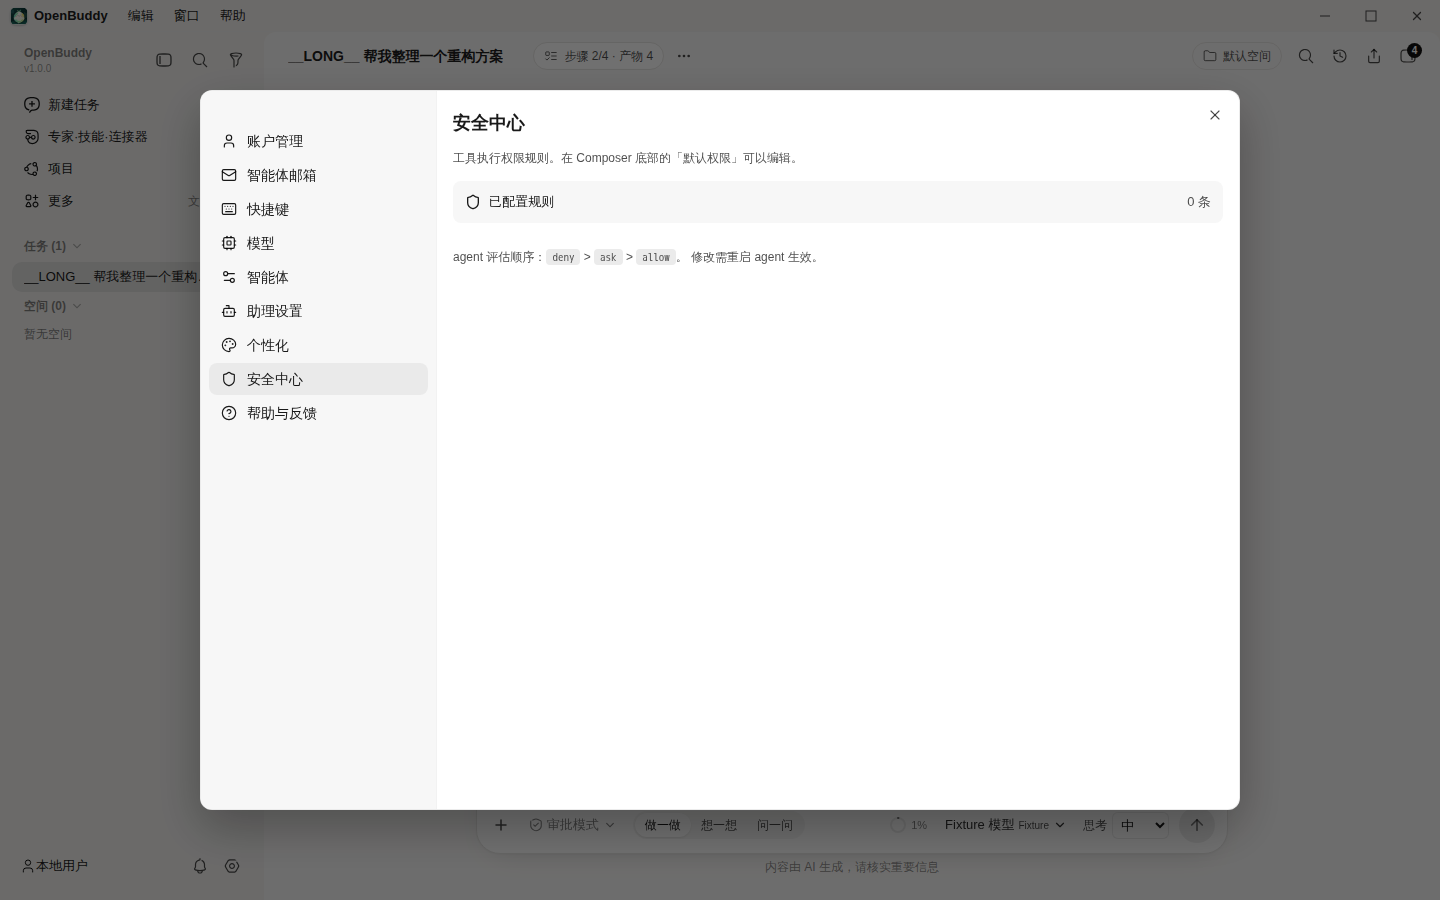 OpenBuddy 编辑 窗口 帮助
OpenBuddy
v1.0.0
__LONG__ 帮我整理一个重构方案
步骤 2/4 · 产物 4
默认空间
4
新建任务
专家·技能·连接器
项目
更多
文
任务 (1)
__LONG__ 帮我整理一个重构
空间 (0)
暂无空间
账户管理
智能体邮箱
快捷键
模型
智能体
助理设置
个性化
安全中心
帮助与反馈
安全中心
工具执行权限规则。在 Composer 底部的「默认权限」可以编辑。
已配置规则 0 条
agent 评估顺序： deny > ask > allow 。 修改需重启 agent 生效。
审批模式 做一做 想一想 问一问 1% Fixture 模型 Fixture 思考 中
内容由 AI 生成，请核实重要信息
本地用户